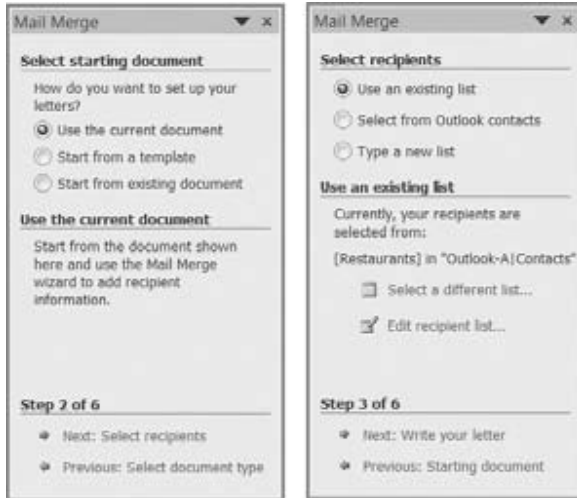 Mail Merge
Select starting document
How do you want to set up your
letters?
Use the current document
Start from a template
Start from existing document
Use the current document
Start from the document shown
here and use the Mail Merge
wizard to add recipient
information.
Step 2 of 6
Next: Select recipients
Previous: Select document type
Mail Merge
Select recipients
Use an existing list
Select from Outlook contacts
Type a new list
Use an existing list
Currently, your recipients are
selected from:
[Restaurants] in "Outlook-A|Contacts"
Select a different list...
Edit recipient list...
Step 3 of 6
Next: Write your letter
Previous: Starting document